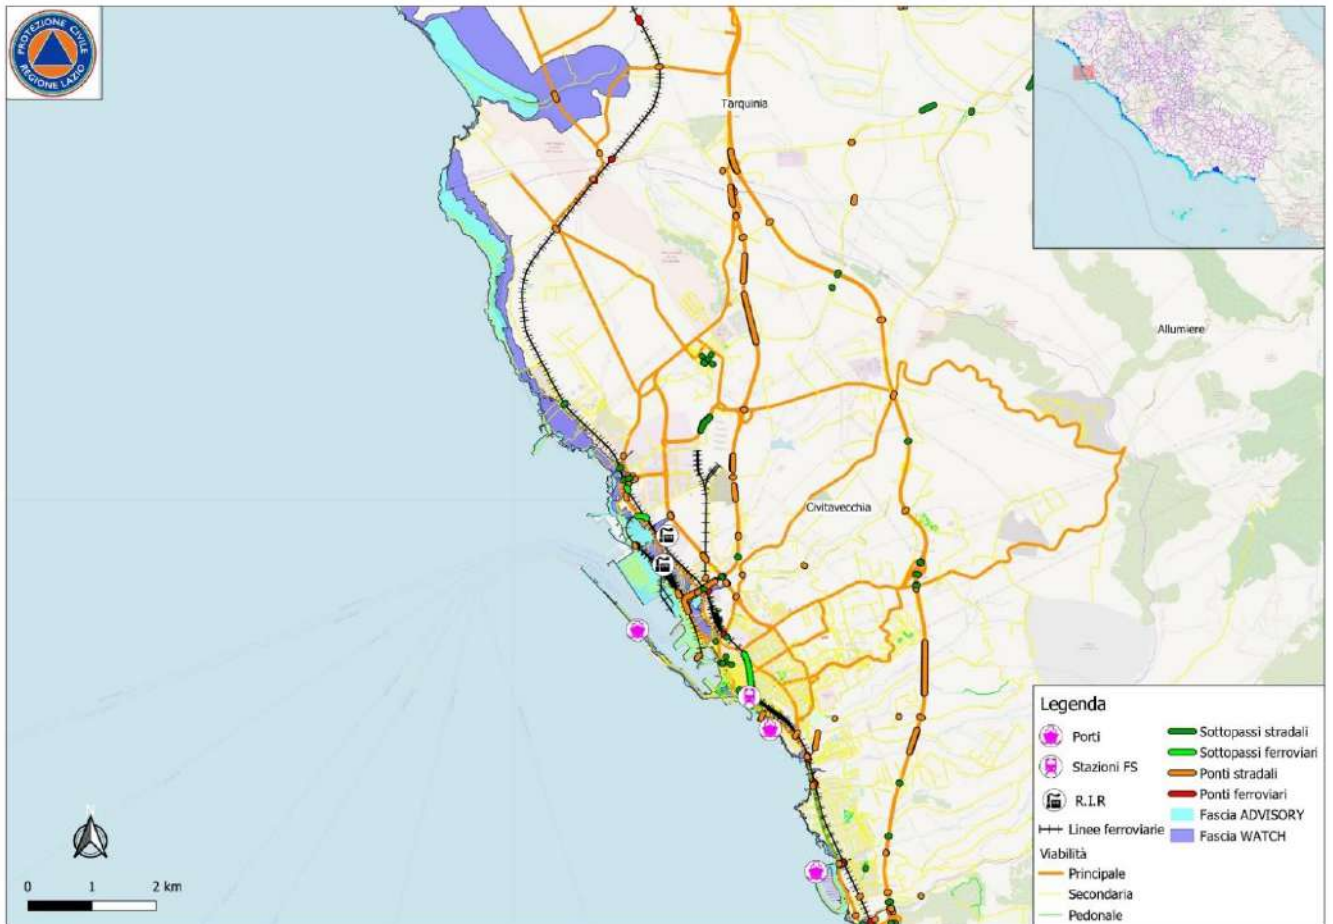 PROTEZIONE CIVILE
REGIONE LAZIO
Tarquinia
Allumiere
Civitavecchia
N
0 1 2 km
Legenda
Porti
Stazioni FS
R.I.R
Linee ferroviarie
Viabilità
Principale
Secondaria
Pedonale
Sottopassi stradali
Sottopassi ferroviari
Ponti stradali
Ponti ferroviari
Fascia ADVISORY
Fascia WATCH